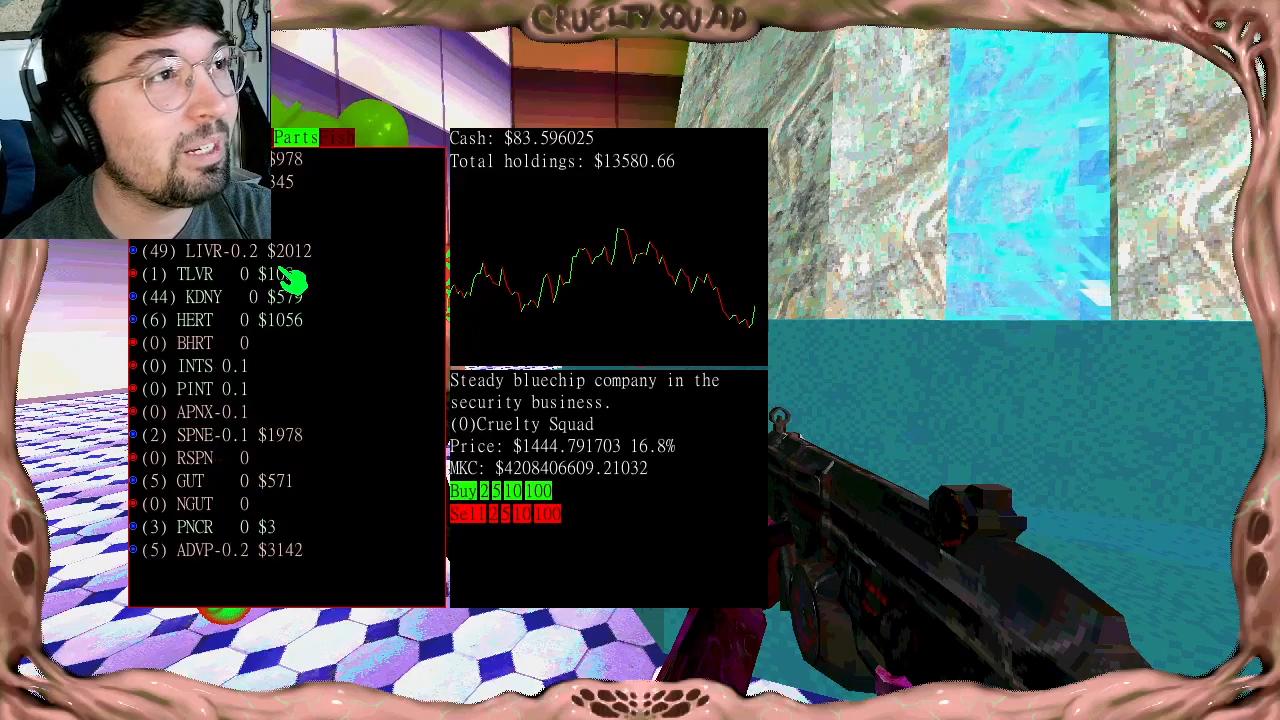 CRUELTY SQUAD
Parts Fish
$978
345
(49) LIVR-0.2 $2012
(1) TLVR 0
(44) KDNY 0 $579
(6) HERT 0 $1056
(0) BHRT 0
(0) INTS 0.1
(0) PINT 0.1
(0) APNX-0.1
(2) SPNE-0.1 $1978
(0) RSPN 0
(5) GUT 0 $571
(0) NGUT 0
(3) PNCR 0 $3
(5) ADVP-0.2 $3142
Cash: $83.596025
Total holdings: $13580.66
Steady bluechip company in the
security business.
(0)Cruelty Squad
Price: $1444.791703 16.8%
MKC: $4208406609.21032
Buy 2 5 10 100
Sell 2 5 10 100